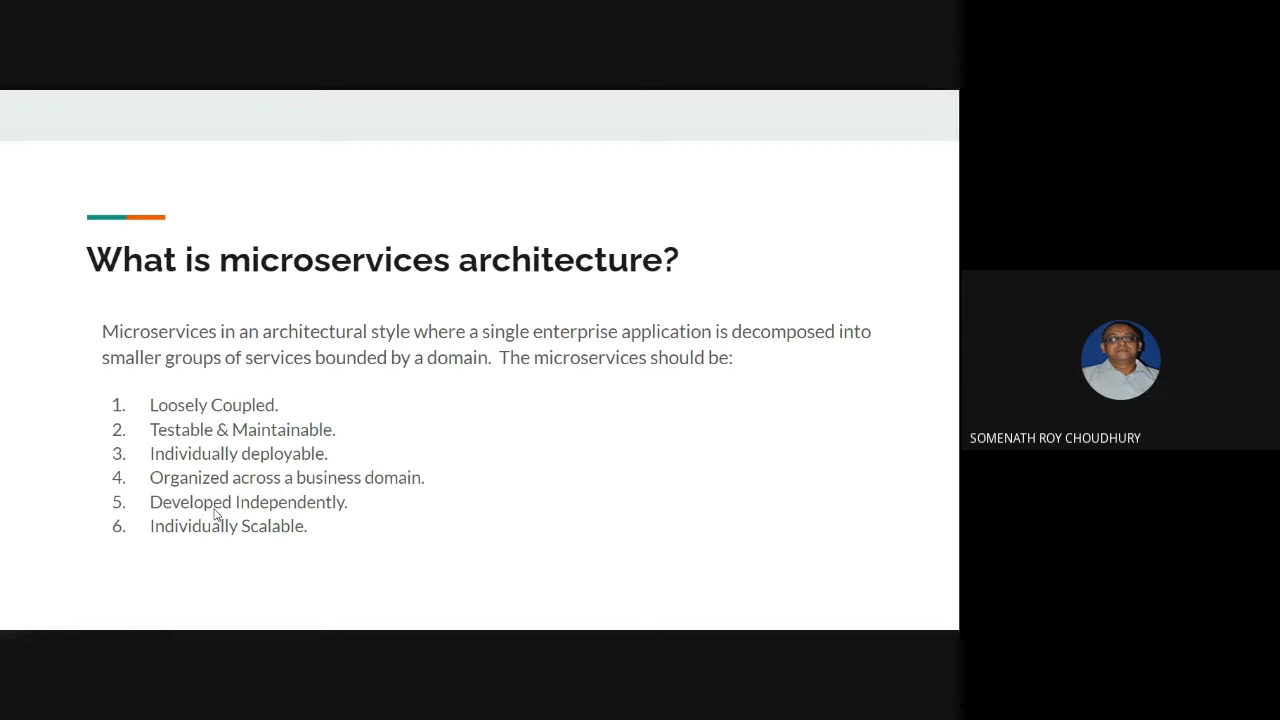 What is microservices architecture?
Microservices in an architectural style where a single enterprise application is decomposed into
smaller groups of services bounded by a domain. The microservices should be:
1. Loosely Coupled.
2. Testable & Maintainable.
3. Individually deployable.
4. Organized across a business domain.
5. Developed Independently.
6. Individually Scalable.
SOMENATH ROY CHOUDHURY